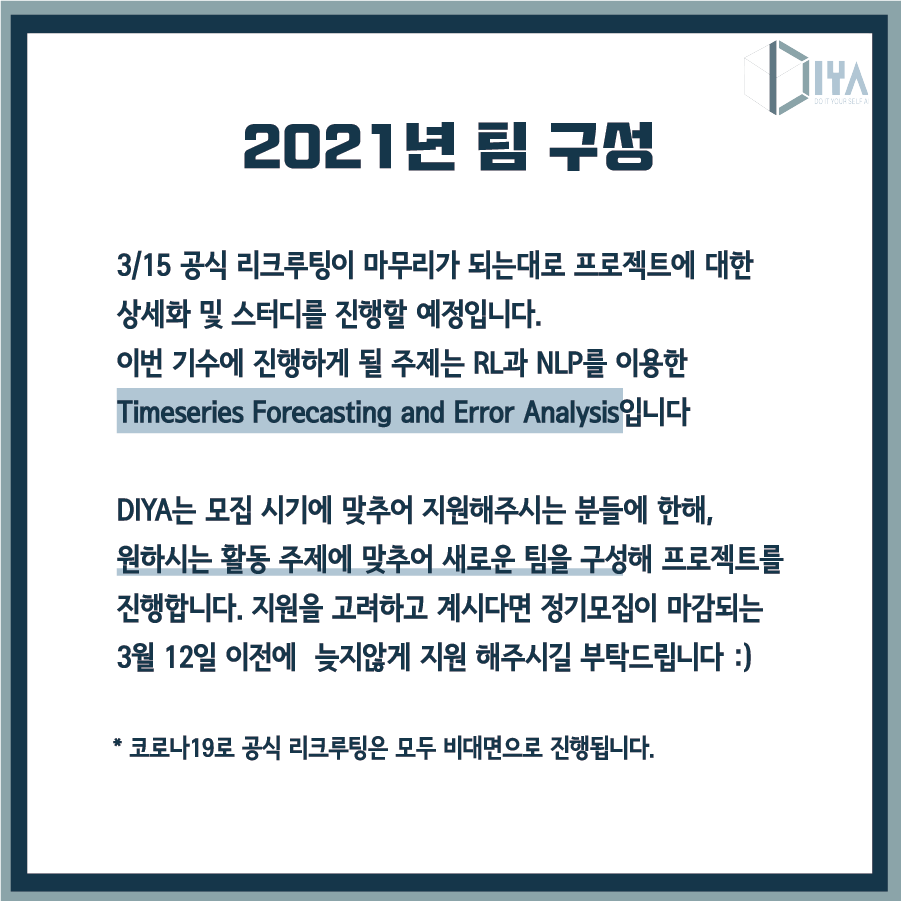 DIYA
DO IT YOUR SELF A.
2021년 팀 구성
3/15 공식 리크루팅이 마무리가 되는대로 프로젝트에 대한
상세화 및 스터디를 진행할 예정입니다.
이번 기수에 진행하게 될 주제는 RL과 NLP를 이용한
Timeseries Forecasting and Error Analysis입니다
DIYA는 모집 시기에 맞추어 지원해주시는 분들에 한해,
원하시는 활동 주제에 맞추어 새로운 팀을 구성해 프로젝트를
진행합니다. 지원을 고려하고 계시다면 정기모집이 마감되는
3월 12일 이전에  늦지않게 지원 해주시길 부탁드립니다 :)
* 코로나19로 공식 리크루팅은 모두 비대면으로 진행됩니다.